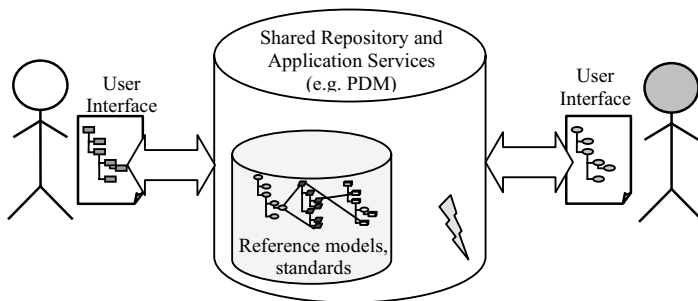 Shared Repository and
Application Services
(e.g. PDM)
User
Interface
User
Interface
Reference models,
standards